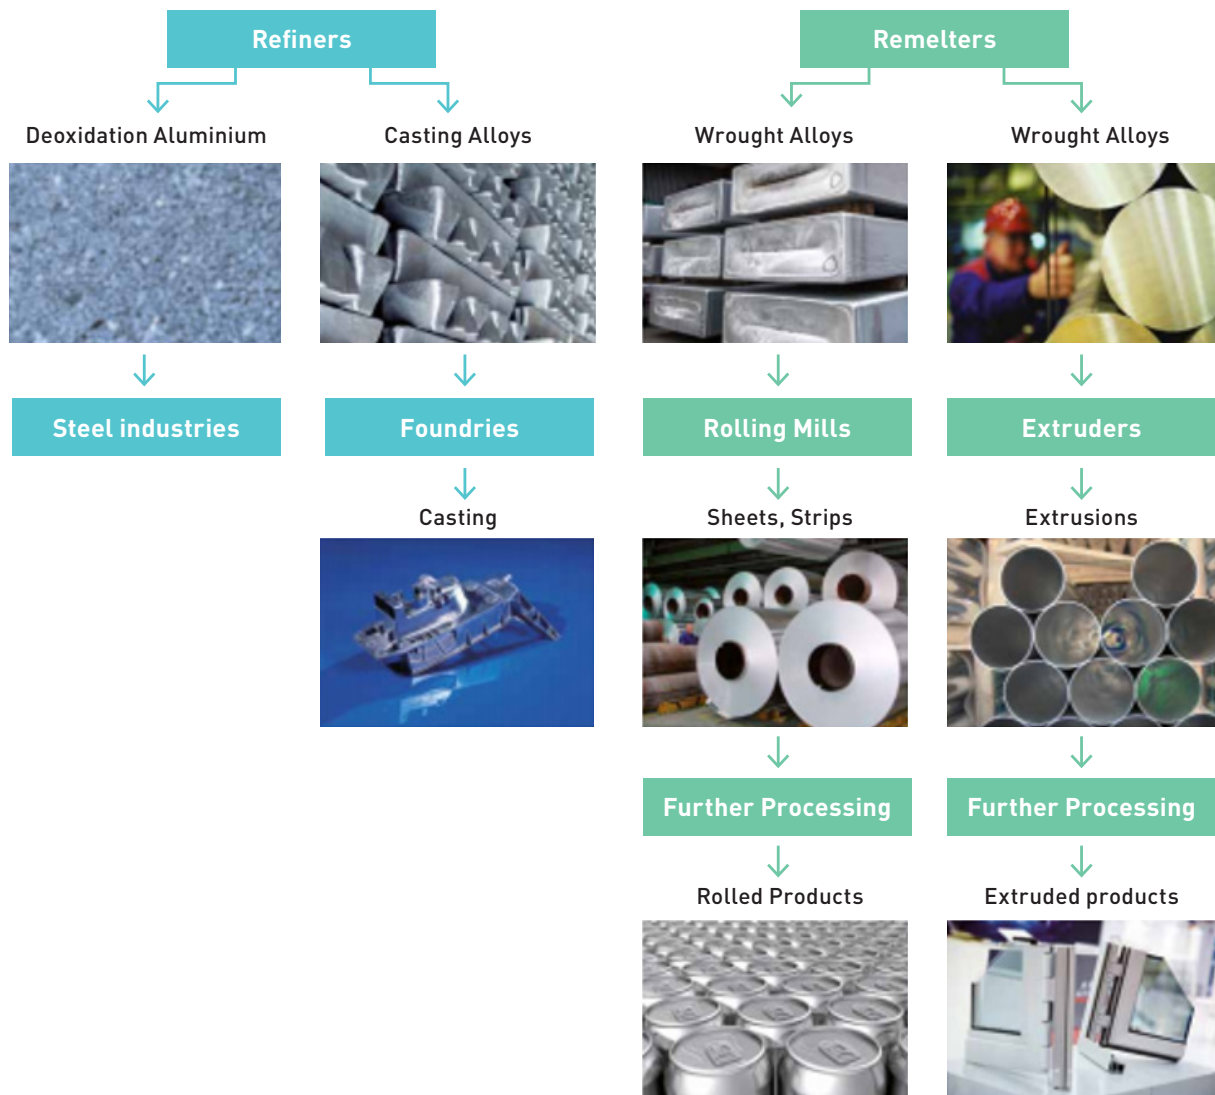 Refiners
Remelters
Deoxidation Aluminium
Casting Alloys
Wrought Alloys
Wrought Alloys
Steel industries
Foundries
Rolling Mills
Extruders
Casting
Sheets, Strips
Extrusions
Further Processing
Further Processing
Rolled Products
Extruded products